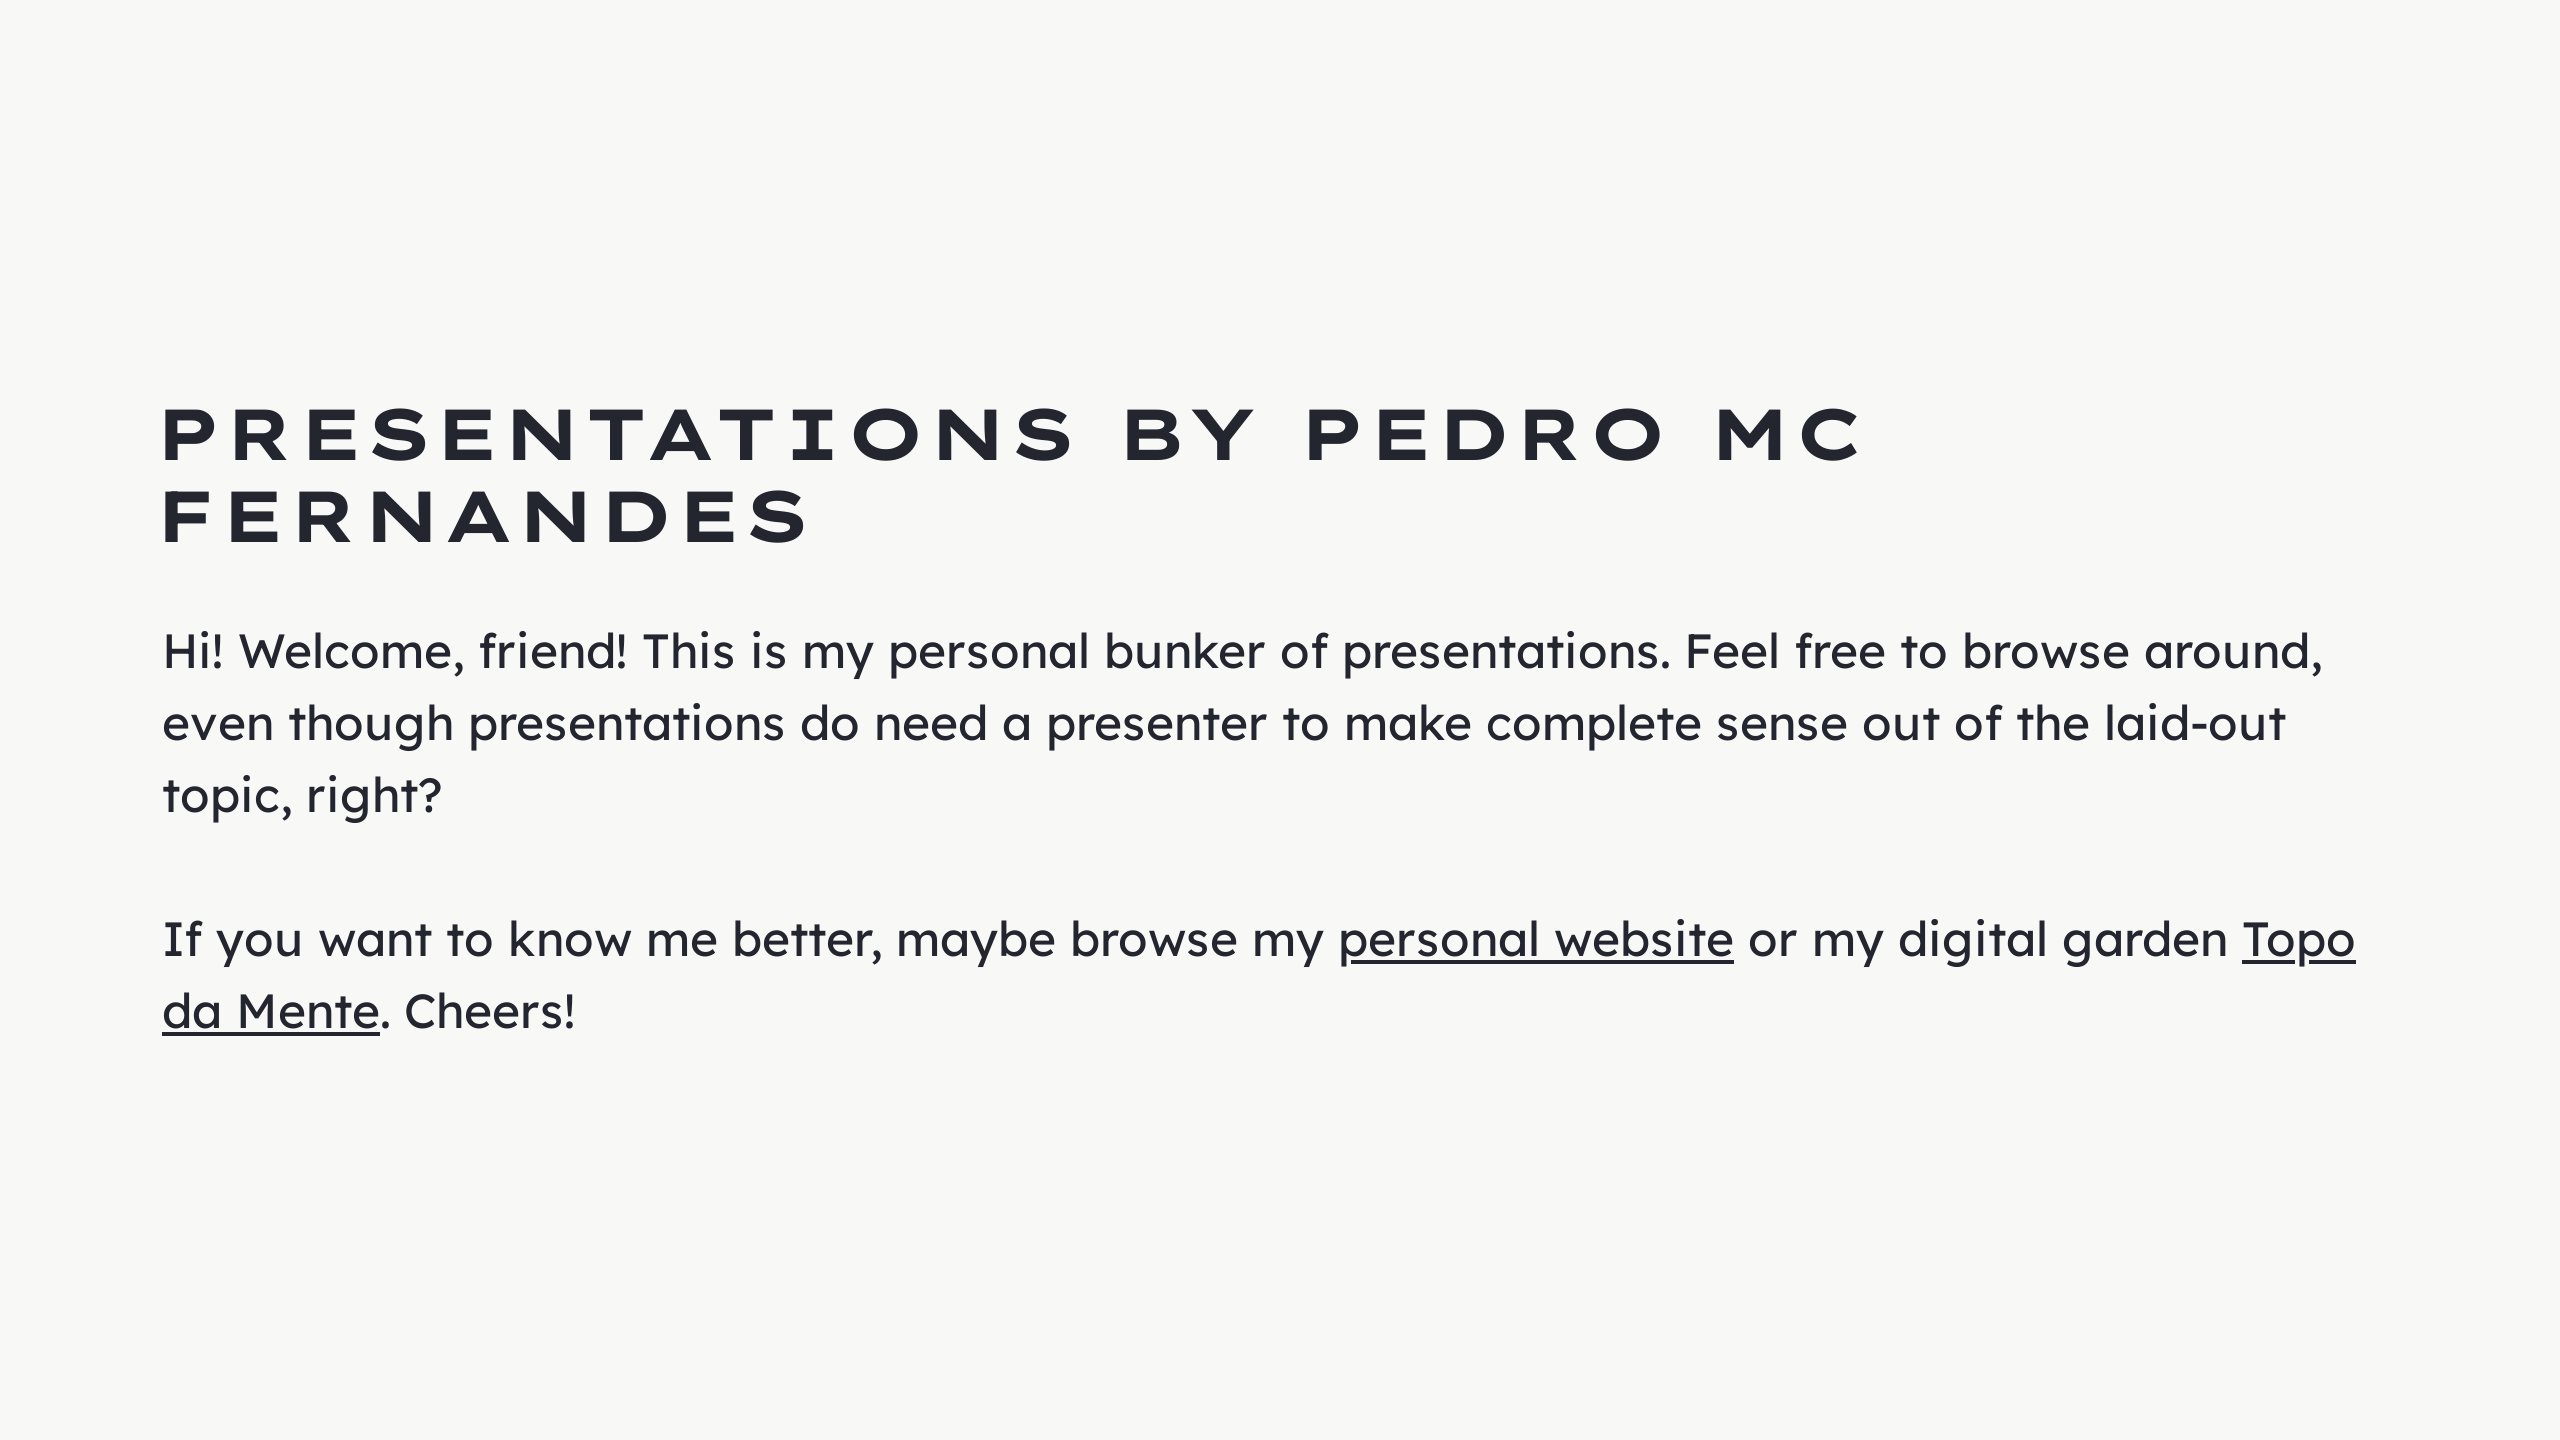 PRESENTATIONS BY PEDRO MC
FERNANDES
Hi! Welcome, friend! This is my personal bunker of presentations. Feel free to browse around,
even though presentations do need a presenter to make complete sense out of the laid-out
topic, right?
If you want to know me better, maybe browse my personal website or my digital garden Topo
da Mente. Cheers!